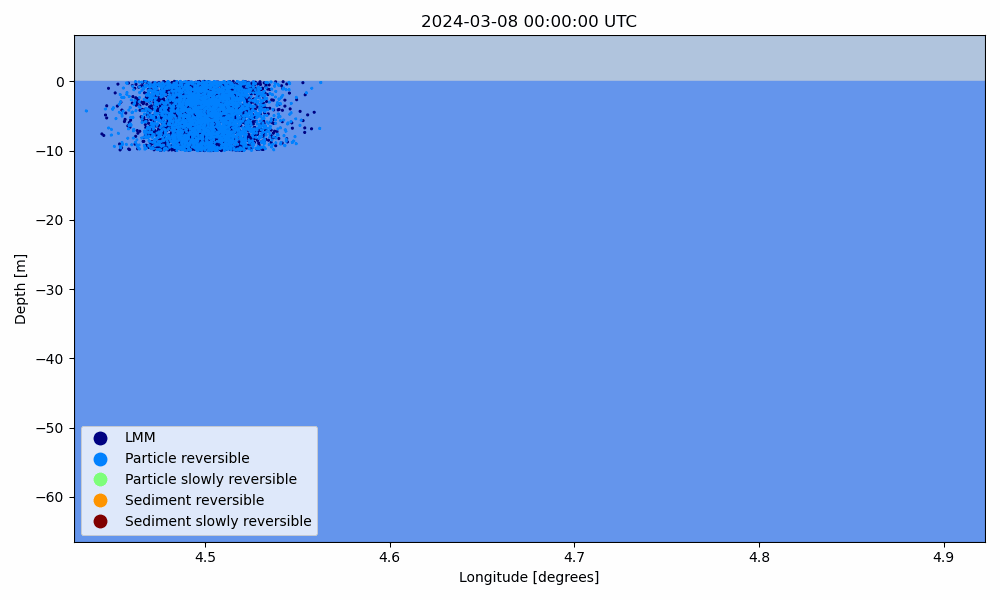 2024-03-08 00:00:00 UTC
0
−10
−20
−30
−40
−50
−60
Depth [m]
LMM
Particle reversible
Particle slowly reversible
Sediment reversible
Sediment slowly reversible
4.5 4.6 4.7 4.8 4.9
Longitude [degrees]